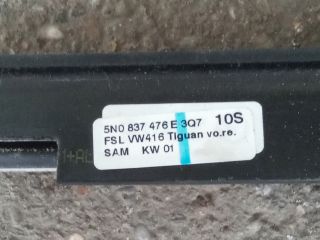 5N0 837 476 E 3Q7 10S
FSL VW416 Tiguan vo.re.
SAM KW 01